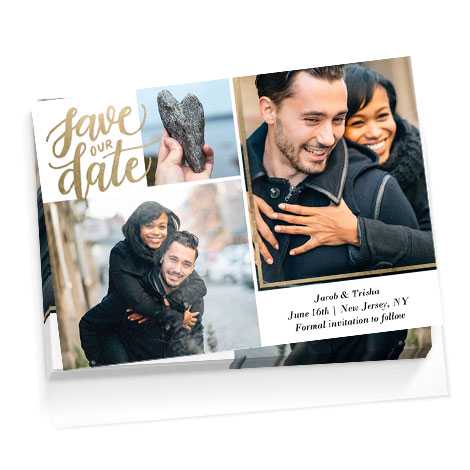 Save
OUR
date
Jacob & Trisha
June 16th | New Jersey, NY
Formal invitation to follow